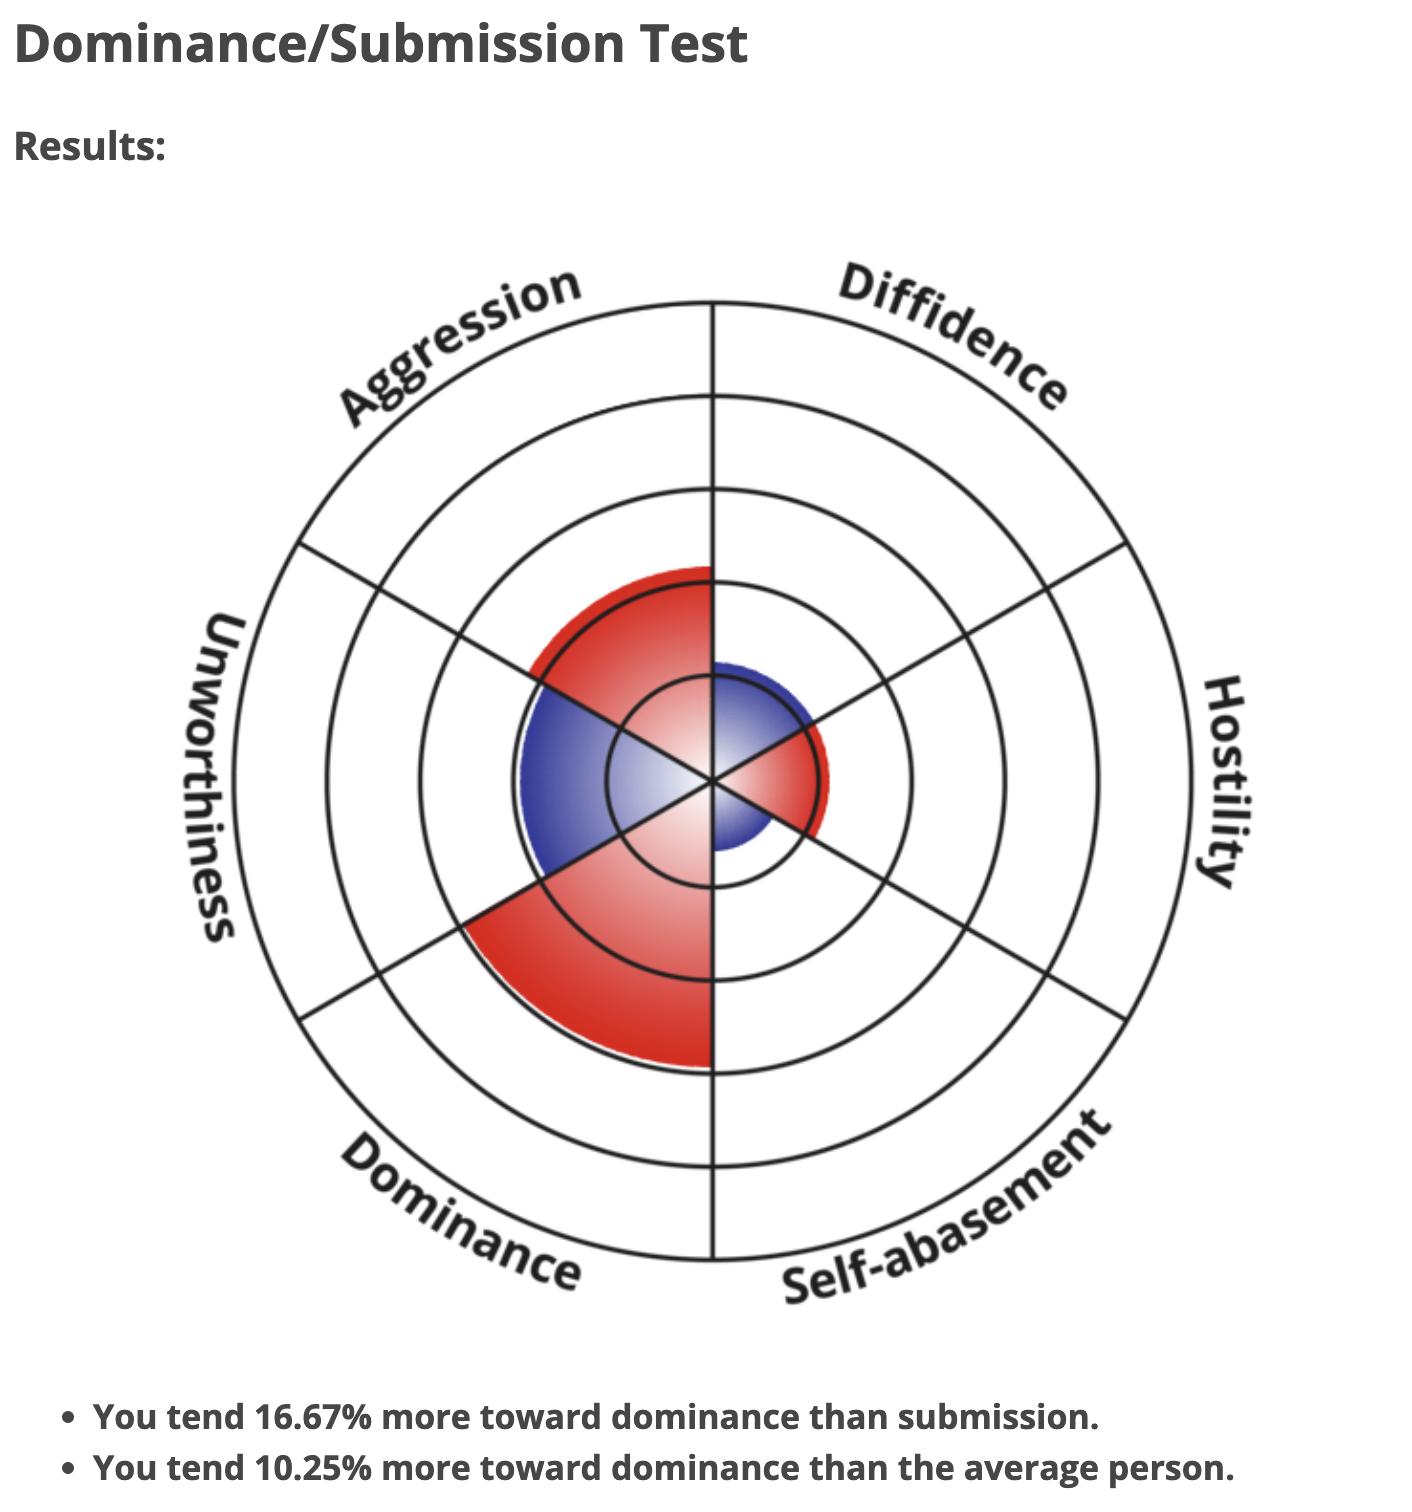 Dominance/Submission Test
Results:
Aggression
Diffidence
Unworthiness
Hostility
Dominance
Self-abasement
• You tend 16.67% more toward dominance than submission.
• You tend 10.25% more toward dominance than the average person.